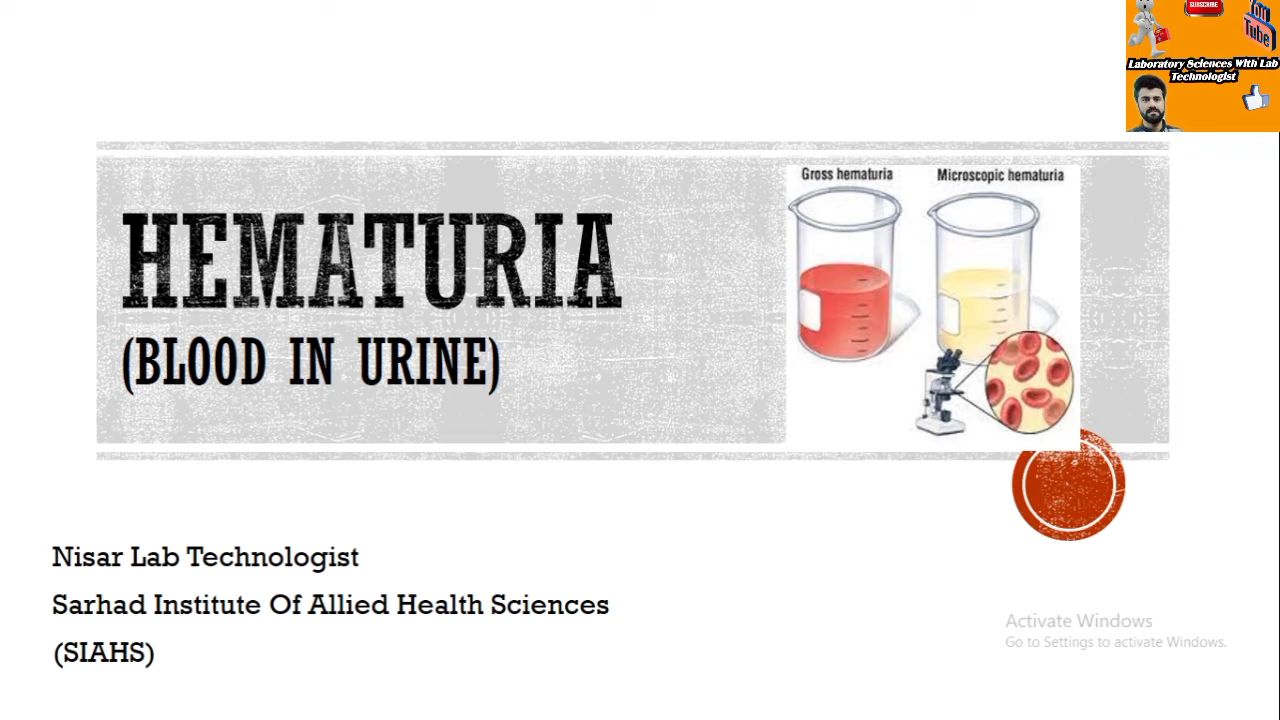 SUBSCRIBE
You
Tube
Laboratory Sciences With Lab
Technologist
Gross hematuria
Microscopic hematuria
HEMATURIA
(BLOOD IN URINE)
Nisar Lab Technologist
Sarhad Institute Of Allied Health Sciences
(SIAHS)
Activate Windows
Go to Settings to activate Windows.